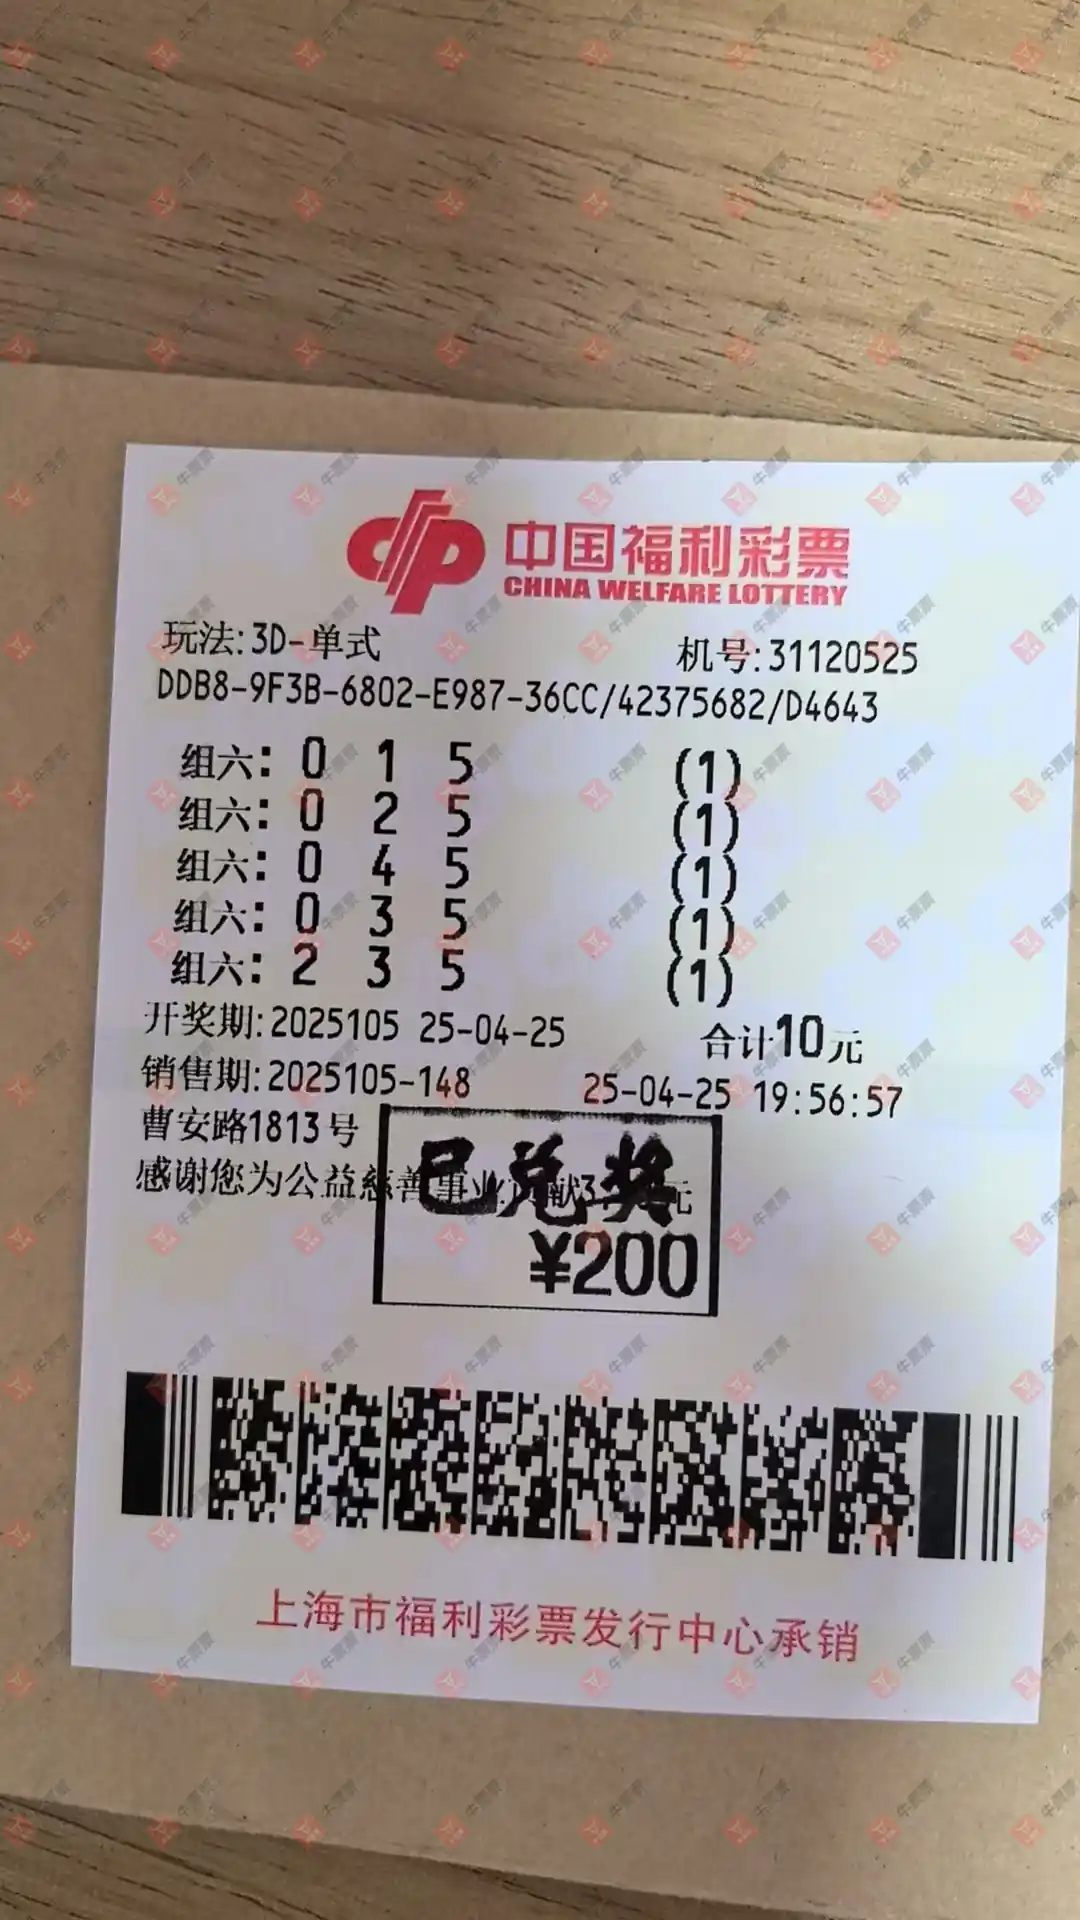 中国福利彩票
CHINA WELFARE LOTTERY
玩法:3D-单式 机号:31120525
DDB8-9F3B-6802-E987-36CC/42375682/D4643
组六: 0 1 5 (1)
组六: 0 2 5 (1)
组六: 0 4 5 (1)
组六: 0 3 5 (1)
组六: 2 3 5 (1)
开奖期:2025105 25-04-25 合计10元
销售期:2025105-148 25-04-25 19:56:57
曹安路1813号
感谢您为公益慈善事业贡献3 元
已兑奖
¥200
上海市福利彩票发行中心承销
牛票票